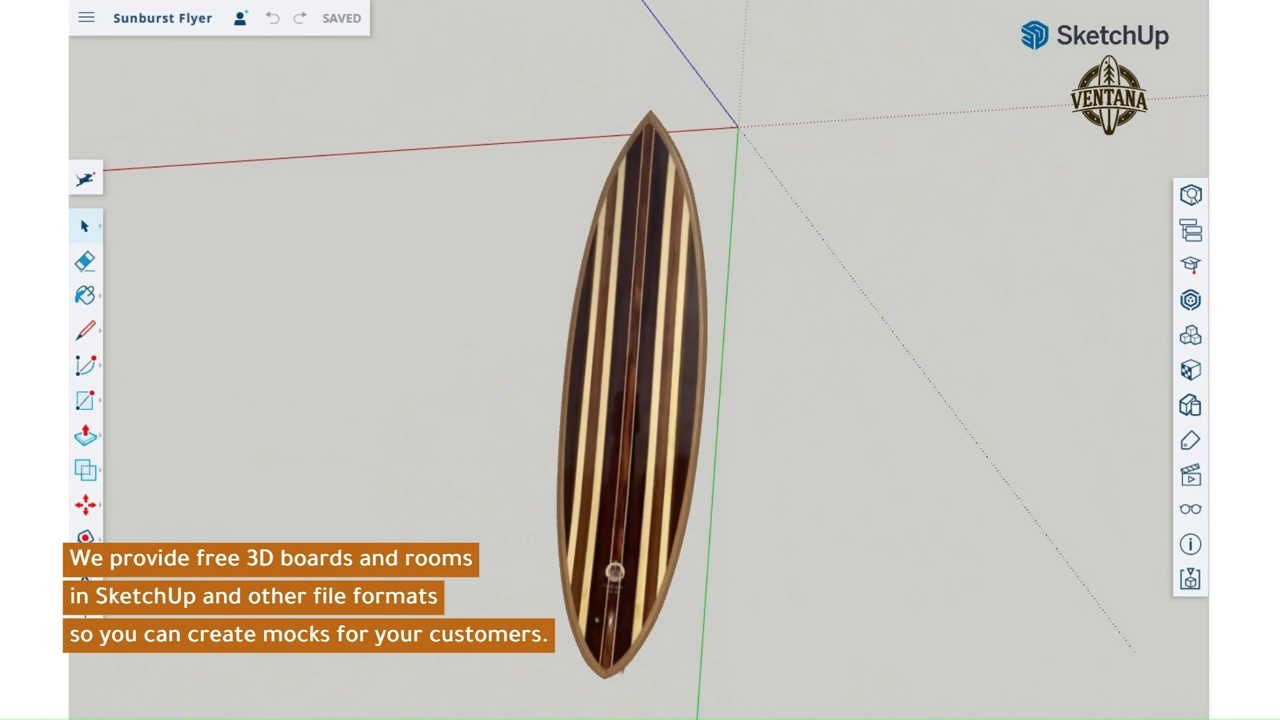 Sunburst Flyer
SAVED
SketchUp
VENTANA
We provide free 3D boards and rooms
in SketchUp and other file formats
so you can create mocks for your customers.